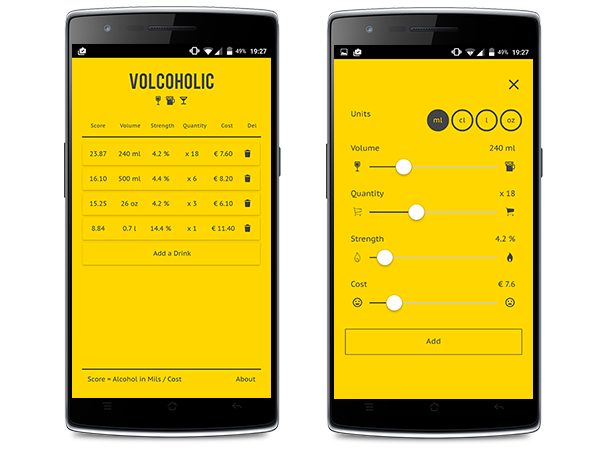 49% 19:27
VOLCOHOLIC
Score Volume Strength Quantity Cost Del
23.87 240 ml 4.2 % x 18 € 7.60
16.10 500 ml 4.4 % x 6 € 8.20
15.25 26 oz 4.2 % x 3 € 6.10
8.84 0.7 l 14.4 % x 1 € 11.40
Add a Drink
Score = Alcohol in Mils / Cost About
49% 19:27
Units ml cl l oz
Volume 240 ml
Quantity x 18
Strength 4.2 %
Cost € 7.6
Add